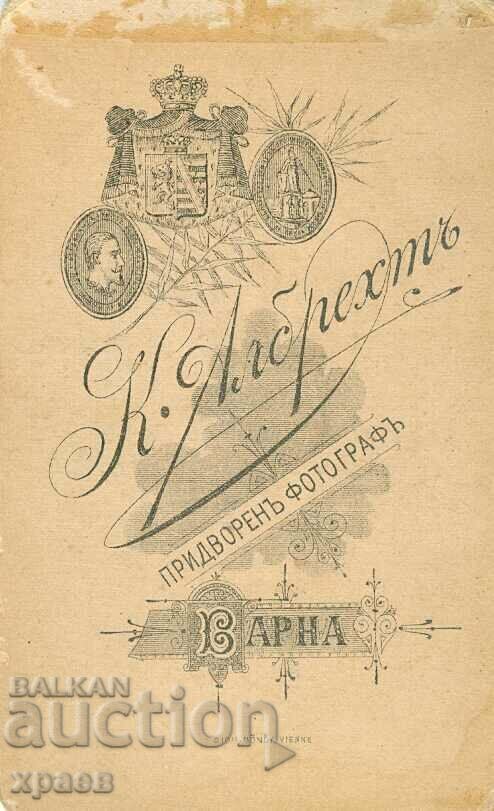 К. Албрехтъ
ПРИДВОРЕНЪ ФОТОГРАФЪ
ВАРНА
BALKAN
auction
храев